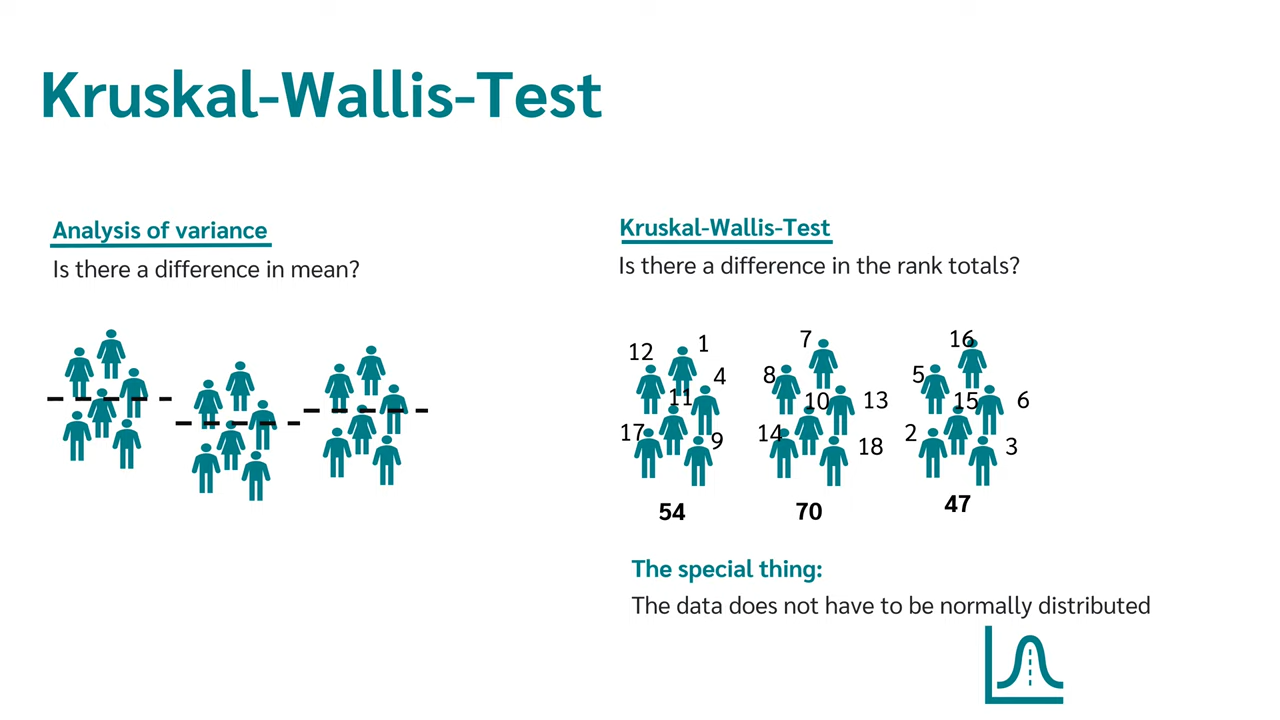 Kruskal-Wallis-Test
Analysis of variance
Is there a difference in mean?
Kruskal-Wallis-Test
Is there a difference in the rank totals?
12 1
4
11
17 9
54
7
8
10 13
14 18
70
16
5
15 6
2 3
47
The special thing:
The data does not have to be normally distributed